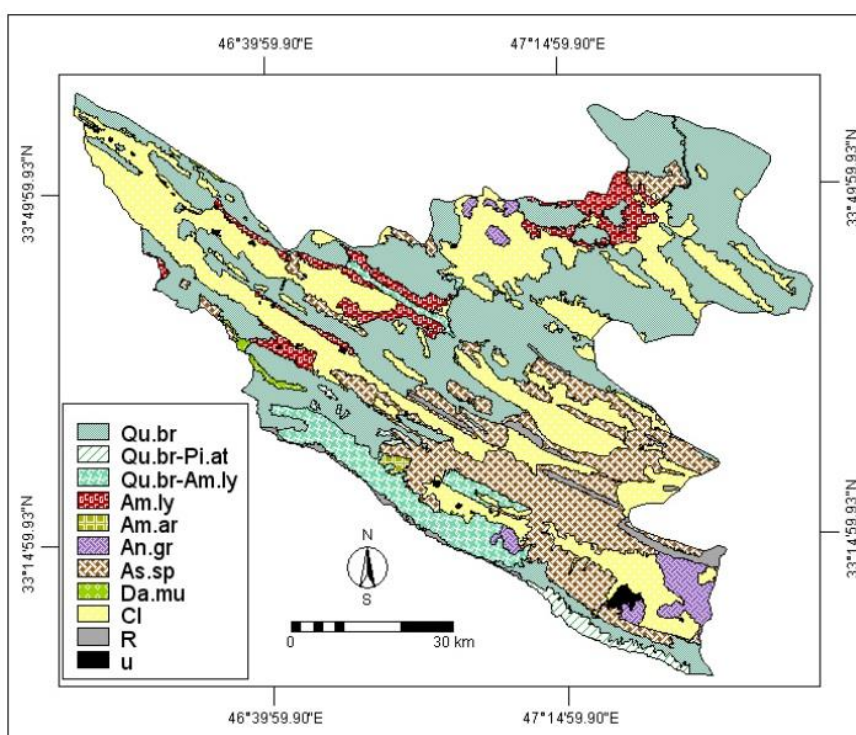 46°39'59.90"E
47°14'59.90"E
33°49'59.93"N
33°49'59.93"N
Qu.br
Qu.br-Pi.at
Qu.br-Am.ly
Am.ly
Am.ar
An.gr
As.sp
Da.mu
Cl
R
u
N
S
0
30 km
33°14'59.93"N
33°14'59.93"N
46°39'59.90"E
47°14'59.90"E